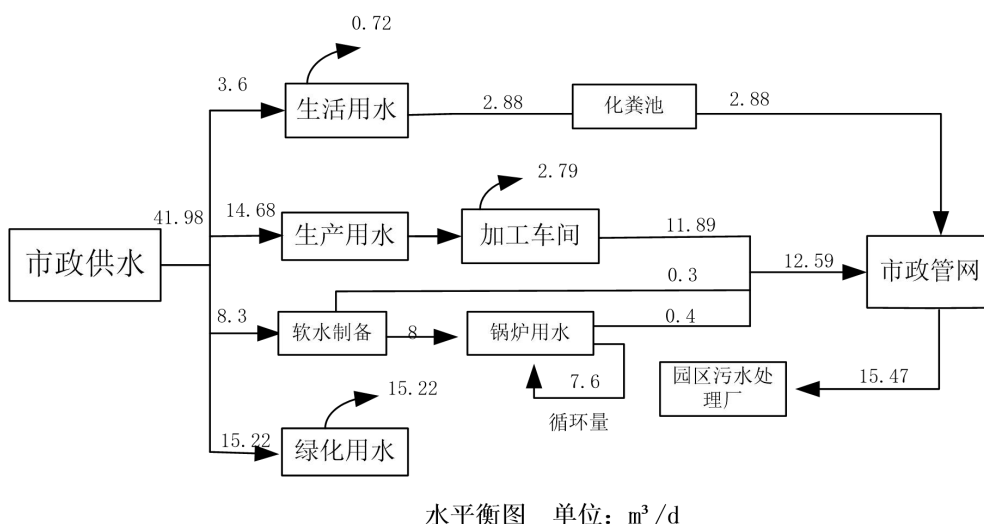 0.72
3.6
生活用水
2.88
化粪池
2.88
2.79
41.98
14.68
生产用水
加工车间
11.89
市政供水
12.59
市政管网
0.3
8.3
软水制备
8
锅炉用水
0.4
7.6
循环量
园区污水处
理厂
15.47
15.22
15.22
绿化用水
水平衡图 单位：m³/d